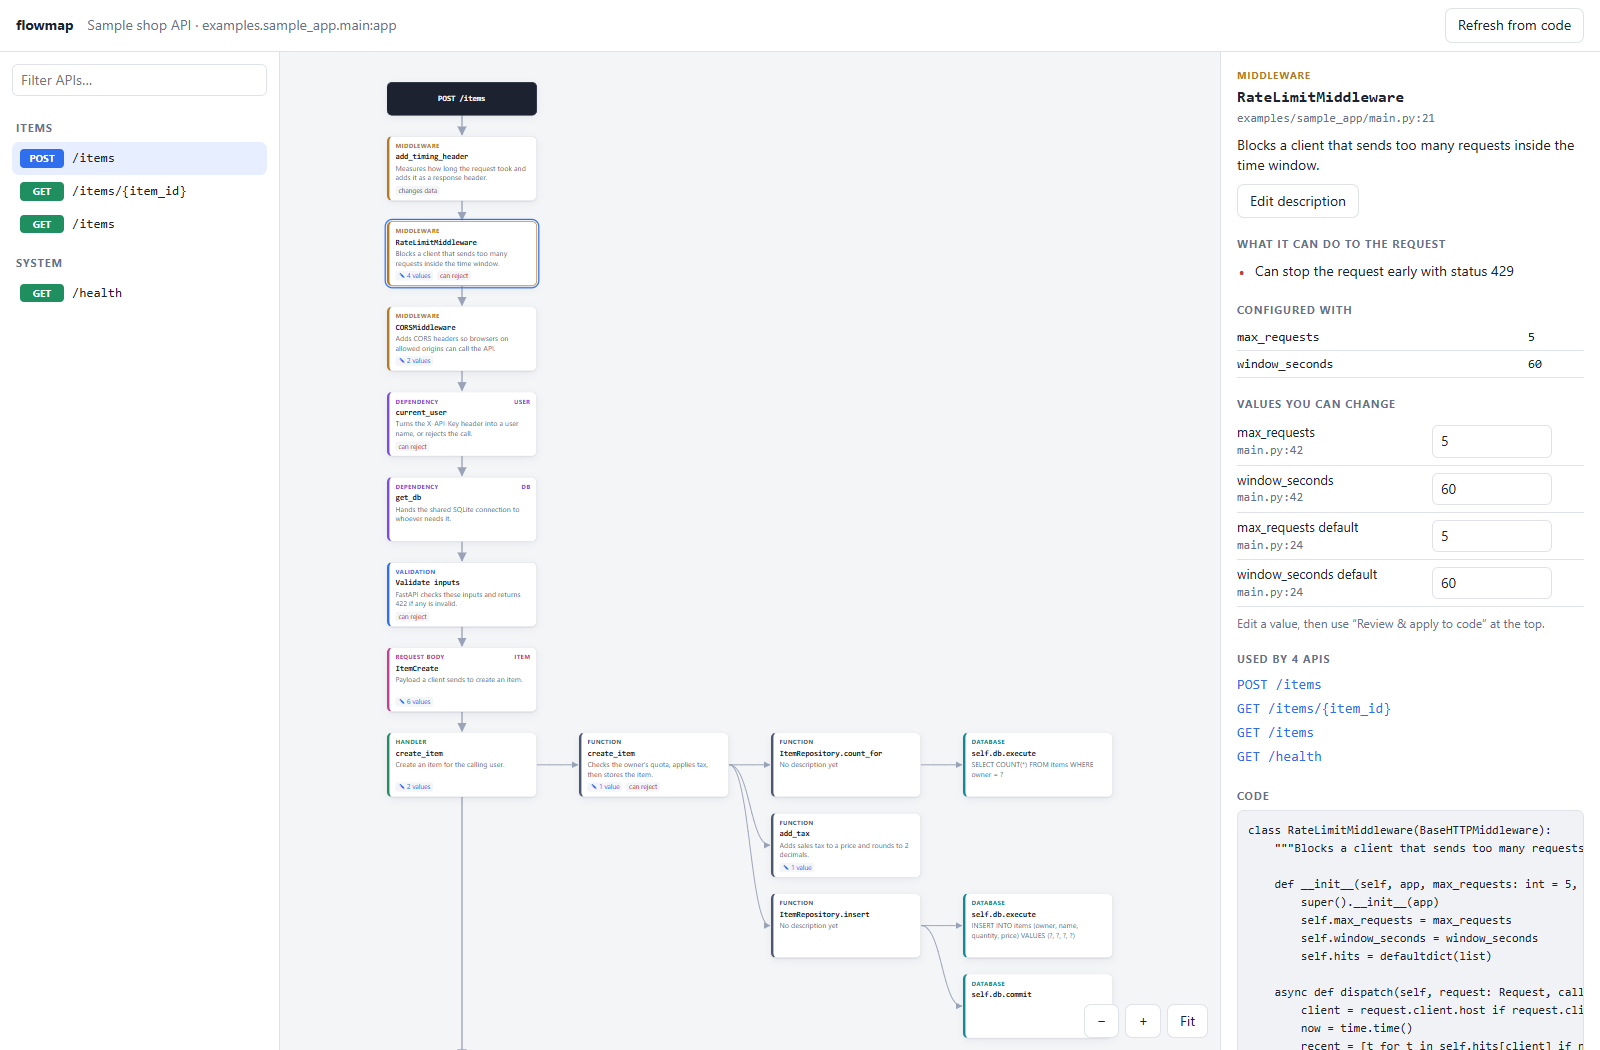 flowmap Sample shop API · examples.sample_app.main:app
Refresh from code
Filter APIs...
ITEMS
POST /items
GET /items/{item_id}
GET /items
SYSTEM
GET /health
POST /items
MIDDLEWARE
add_timing_header
Measures how long the request took and
adds it as a response header.
changes data
MIDDLEWARE
RateLimitMiddleware
Blocks a client that sends too many
requests inside the time window.
4 values can reject
MIDDLEWARE
CORSMiddleware
Adds CORS headers so browsers on
allowed origins can call the API.
2 values
DEPENDENCY USER
current_user
Turns the X-API-Key header into a user
name, or rejects the call.
can reject
DEPENDENCY DB
get_db
Hands the shared SQLite connection to
whoever needs it.
VALIDATION
Validate inputs
FastAPI checks these inputs and returns
422 if any is invalid.
can reject
REQUEST BODY ITEM
ItemCreate
Payload a client sends to create an item.
6 values
HANDLER
create_item
Create an item for the calling user.
2 values
FUNCTION
create_item
Checks the owner's quota, applies tax,
then stores the item.
1 value can reject
FUNCTION
ItemRepository.count_for
No description yet
DATABASE
self.db.execute
SELECT COUNT(*) FROM items WHERE
owner = ?
FUNCTION
add_tax
Adds sales tax to a price and rounds to 2
decimals.
1 value
FUNCTION
ItemRepository.insert
No description yet
DATABASE
self.db.execute
INSERT INTO items (owner, name,
quantity, price) VALUES (?, ?, ?, ?)
DATABASE
self.db.commit
− + Fit
MIDDLEWARE
RateLimitMiddleware
examples/sample_app/main.py:21
Blocks a client that sends too many requests inside the
time window.
Edit description
WHAT IT CAN DO TO THE REQUEST
• Can stop the request early with status 429
CONFIGURED WITH
max_requests 5
window_seconds 60
VALUES YOU CAN CHANGE
max_requests 5
main.py:42
window_seconds 60
main.py:42
max_requests default 5
main.py:24
window_seconds default 60
main.py:24
Edit a value, then use “Review & apply to code” at the top.
USED BY 4 APIS
POST /items
GET /items/{item_id}
GET /items
GET /health
CODE
class RateLimitMiddleware(BaseHTTPMiddleware):
"""Blocks a client that sends too many requests
def __init__(self, app, max_requests: int = 5,
super().__init__(app)
self.max_requests = max_requests
self.window_seconds = window_seconds
self.hits = defaultdict(list)
async def dispatch(self, request: Request, call
client = request.client.host if request.cli
now = time.time()
recent = [t for t in self.hits[client] if n